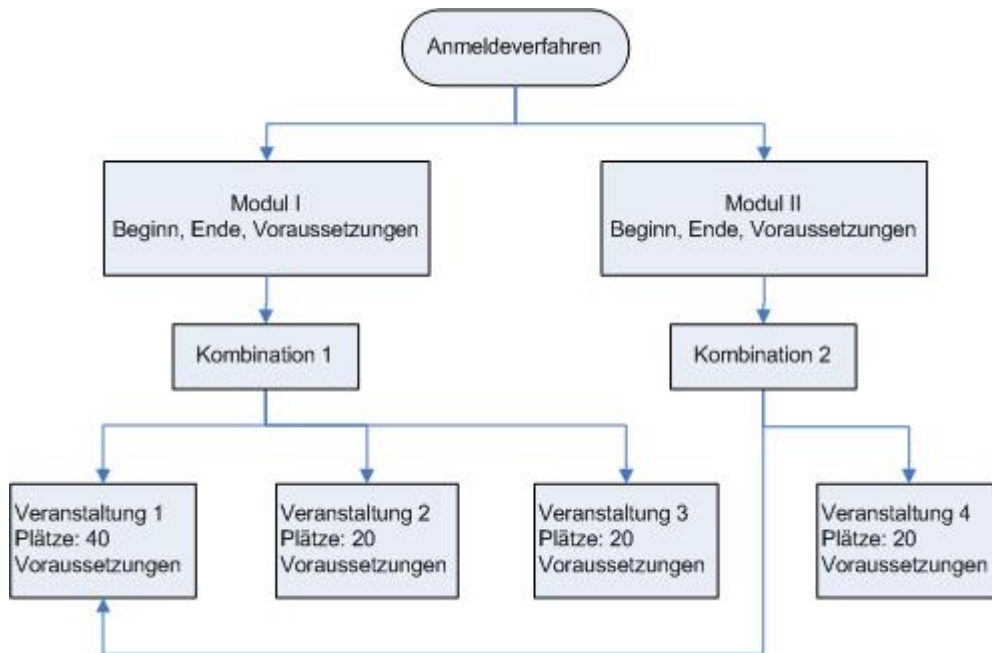 Anmeldeverfahren
Modul I
Beginn, Ende, Voraussetzungen
Modul II
Beginn, Ende, Voraussetzungen
Kombination 1
Kombination 2
Veranstaltung 1
Plätze: 40
Voraussetzungen
Veranstaltung 2
Plätze: 20
Voraussetzungen
Veranstaltung 3
Plätze: 20
Voraussetzungen
Veranstaltung 4
Plätze: 20
Voraussetzungen